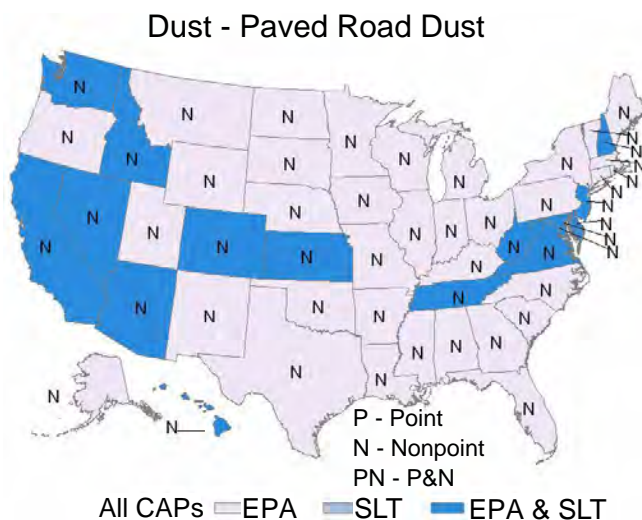 Dust - Paved Road Dust
N N
N N N
N N
N N N
N N N N
N N N
N N
N N N
N N N
N N N N
N N N N
N N N
N N N N N
N N
N N N
N N
N N
N
P - Point
N - Nonpoint
PN - P&N
All CAPs EPA SLT EPA & SLT